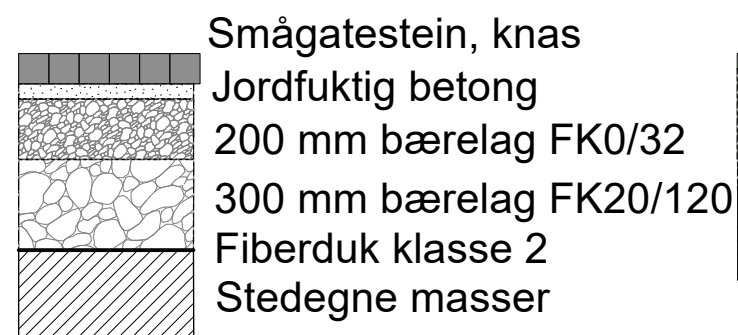 Smågatestein, knas
Jordfuktig betong
200 mm bærelag FK0/32
300 mm bærelag FK20/120
Fiberduk klasse 2
Stedegne masser